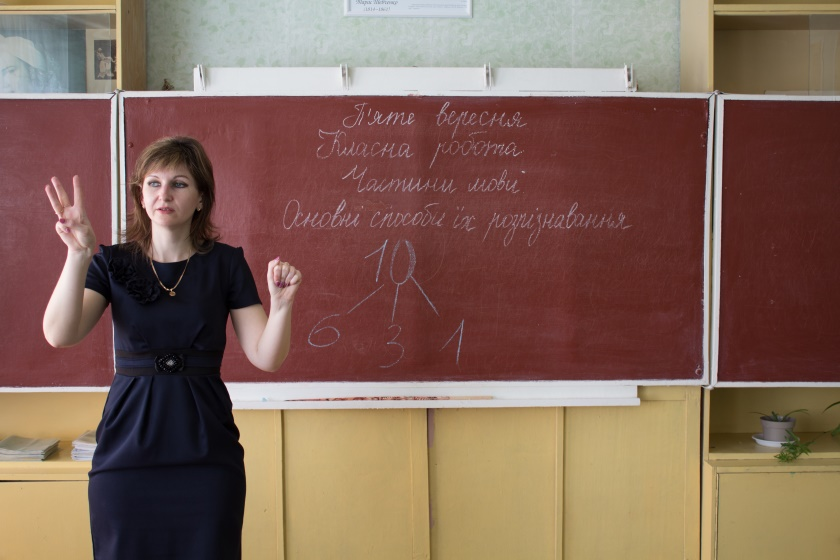 П'яте вересня
Класна робота
Частини мови
Основні способи їх розпізнавання
10
6 3 1